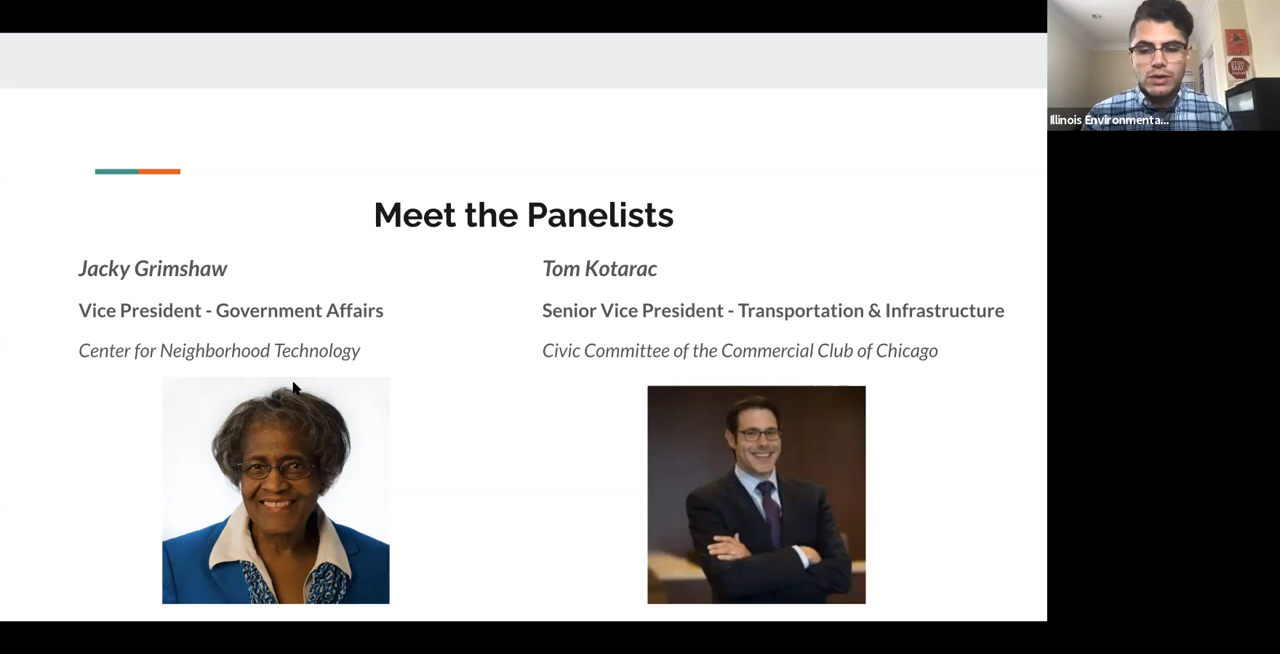 Meet the Panelists
Jacky Grimshaw
Vice President - Government Affairs
Center for Neighborhood Technology
Tom Kotarac
Senior Vice President - Transportation & Infrastructure
Civic Committee of the Commercial Club of Chicago
Illinois Environmenta...